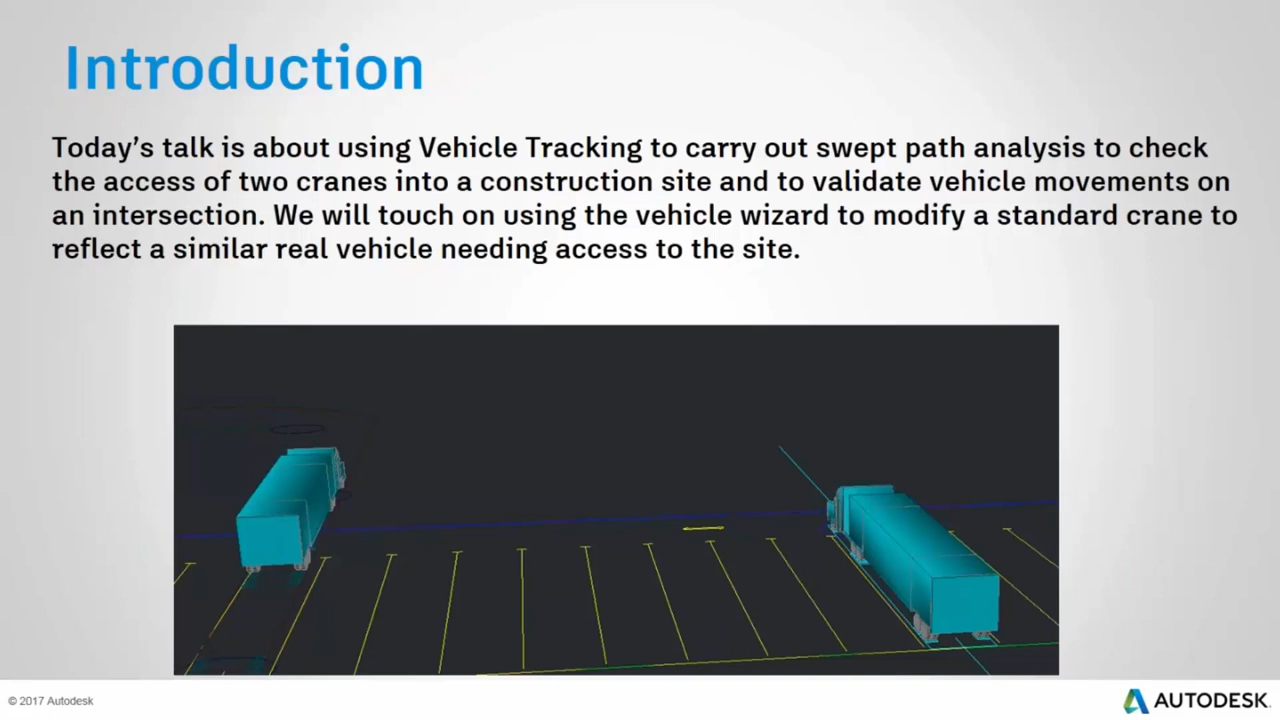 Introduction
Today's talk is about using Vehicle Tracking to carry out swept path analysis to check
the access of two cranes into a construction site and to validate vehicle movements on
an intersection. We will touch on using the vehicle wizard to modify a standard crane to
reflect a similar real vehicle needing access to the site.
© 2017 Autodesk
AUTODESK.